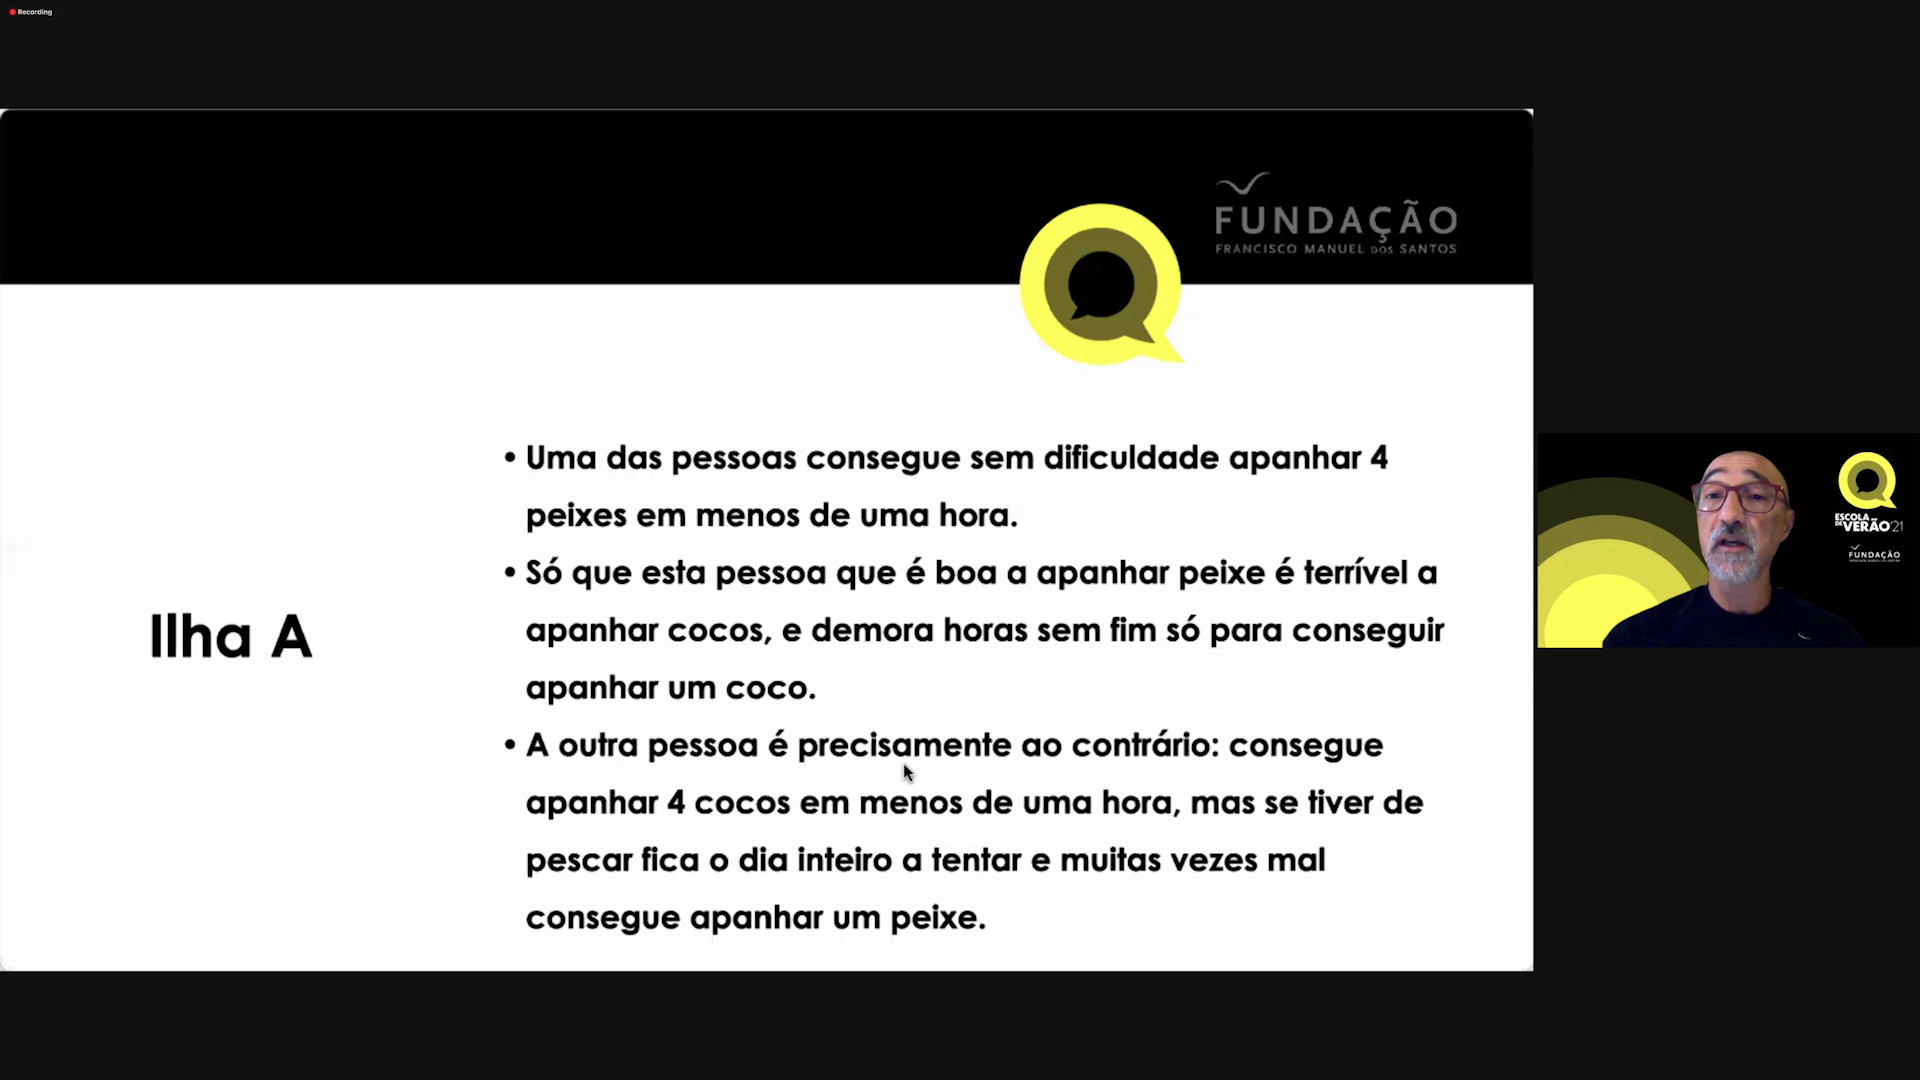 Recording
FUNDAÇÃO
FRANCISCO MANUEL DOS SANTOS
Ilha A
• Uma das pessoas consegue sem dificuldade apanhar 4
peixes em menos de uma hora.
• Só que esta pessoa que é boa a apanhar peixe é terrível a
apanhar cocos, e demora horas sem fim só para conseguir
apanhar um coco.
• A outra pessoa é precisamente ao contrário: consegue
apanhar 4 cocos em menos de uma hora, mas se tiver de
pescar fica o dia inteiro a tentar e muitas vezes mal
consegue apanhar um peixe.
ESCOLA
DE VERÃO'21
FUNDAÇÃO